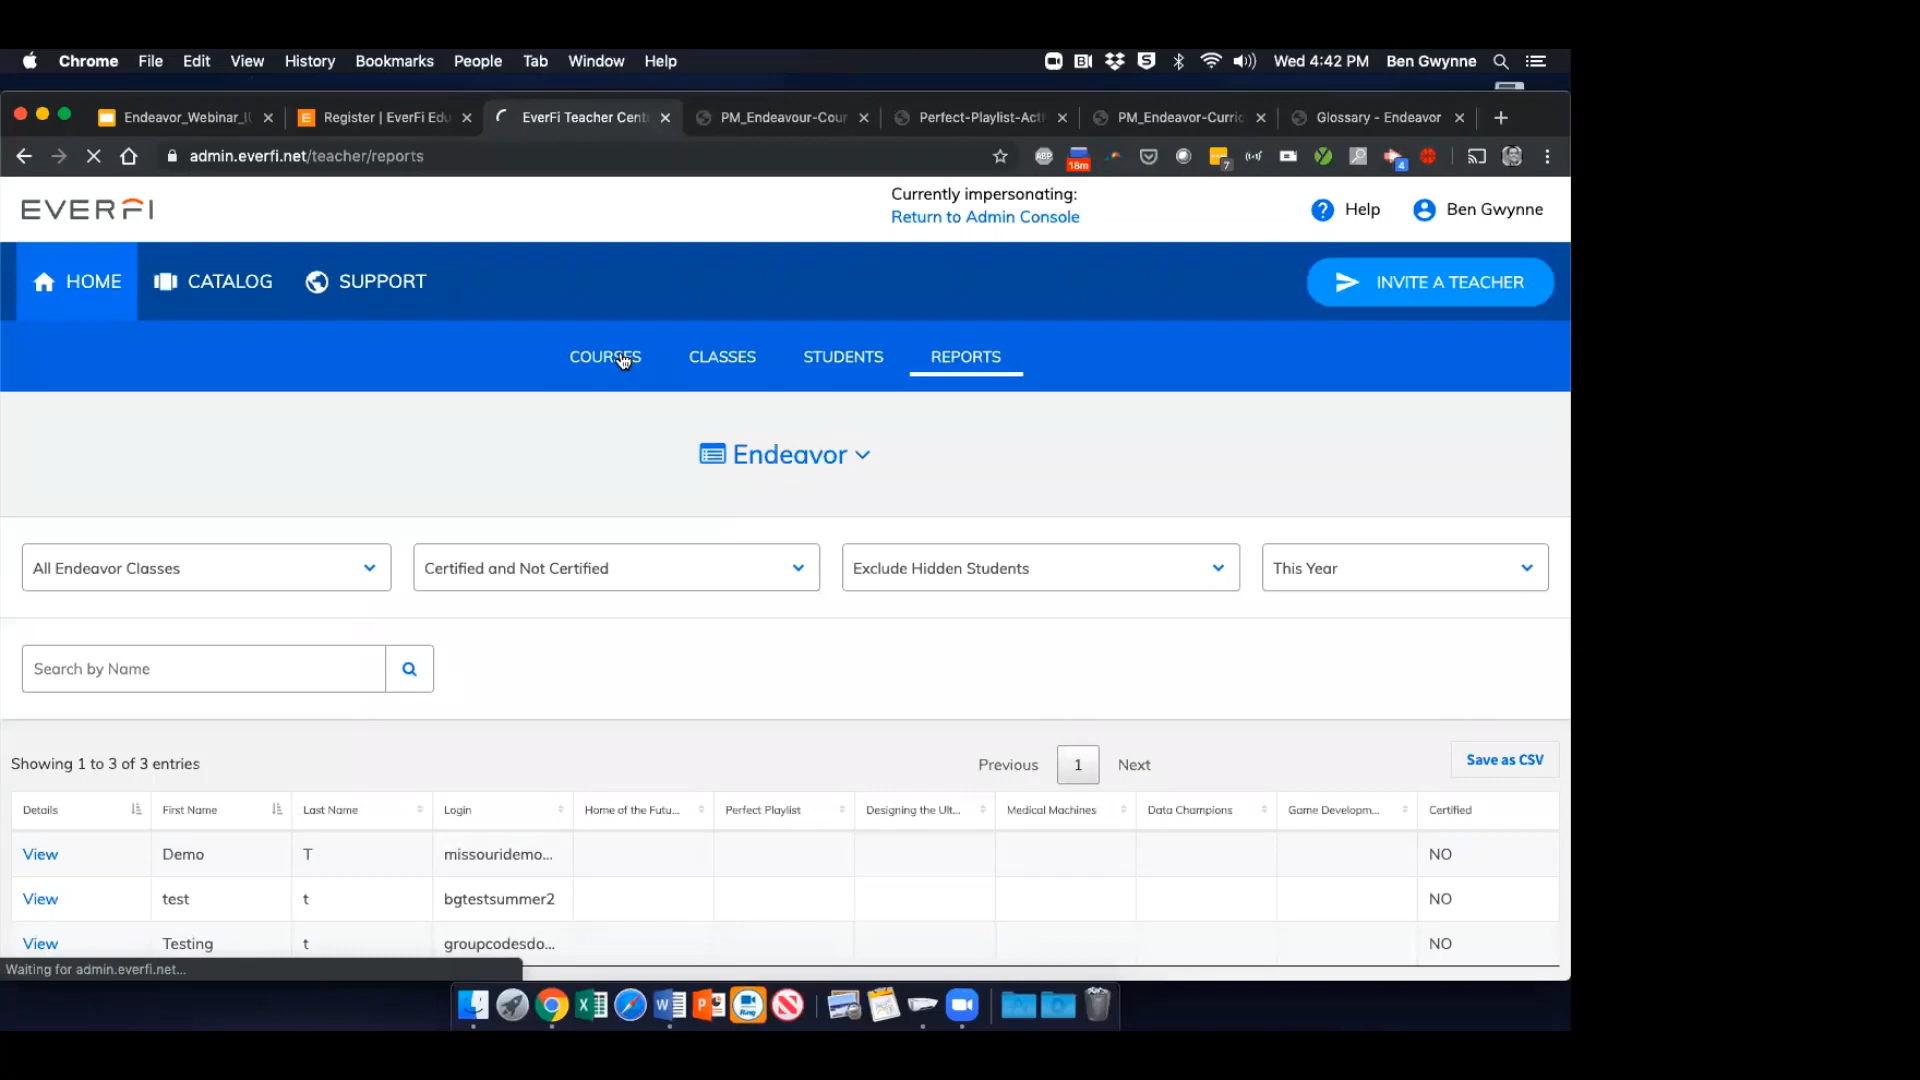 Chrome File Edit View History Bookmarks People Tab Window Help Wed 4:42 PM Ben Gwynne
Endeavor_Webinar_ Register | EverFi Edu EverFi Teacher Cent PM_Endeavour-Cour Perfect-Playlist-Acti PM_Endeavor-Curric Glossary - Endeavor
admin.everfi.net/teacher/reports ABP 18m 7 4
EVERFI
Currently impersonating:
Return to Admin Console
Help Ben Gwynne
HOME CATALOG SUPPORT INVITE A TEACHER
COURSES CLASSES STUDENTS REPORTS
Endeavor
All Endeavor Classes Certified and Not Certified Exclude Hidden Students This Year
Search by Name
Showing 1 to 3 of 3 entries Previous 1 Next Save as CSV
Details First Name Last Name Login Home of the Futu... Perfect Playlist Designing the Ult... Medical Machines Data Champions Game Developm... Certified
View Demo T missouridemo... NO
View test t bgtestsummer2 NO
View Testing t groupcodesdo... NO
Waiting for admin.everfi.net...